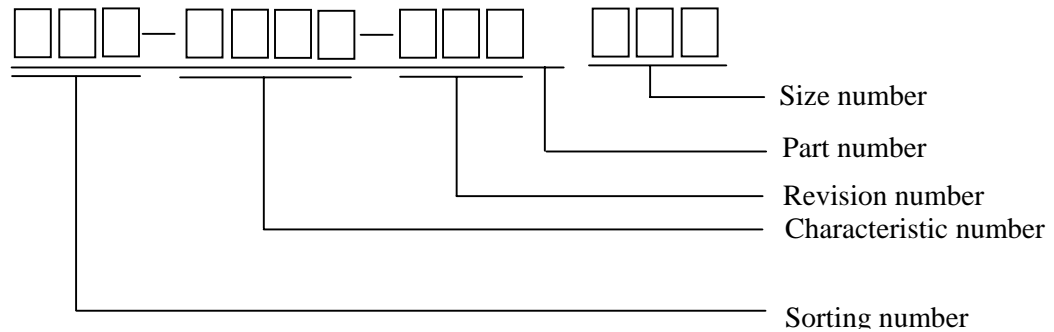 Size number
Part number
Revision number
Characteristic number
Sorting number